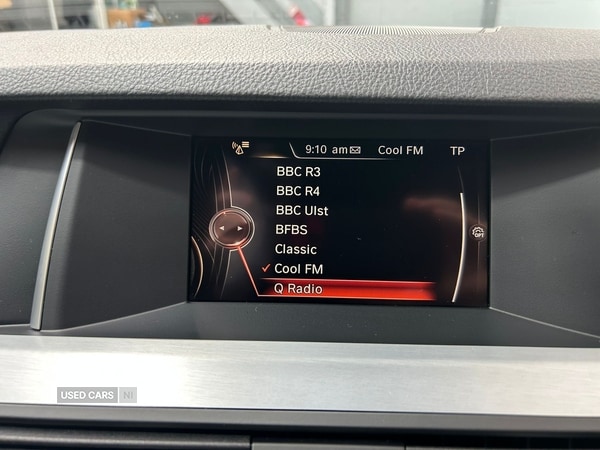 9:10 am Cool FM TP
BBC R3
BBC R4
BBC Ulst
BFBS
Classic
✓ Cool FM
Q Radio
OPT
USED CARS NI